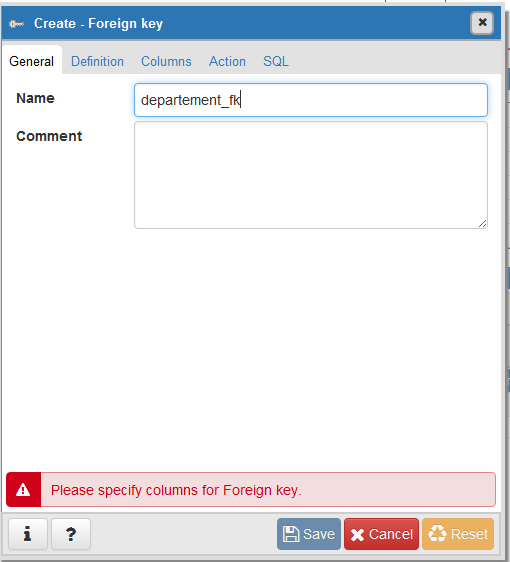 Create - Foreign key
General Definition Columns Action SQL
Name departement_fk
Comment
Please specify columns for Foreign key.
i ? Save Cancel Reset